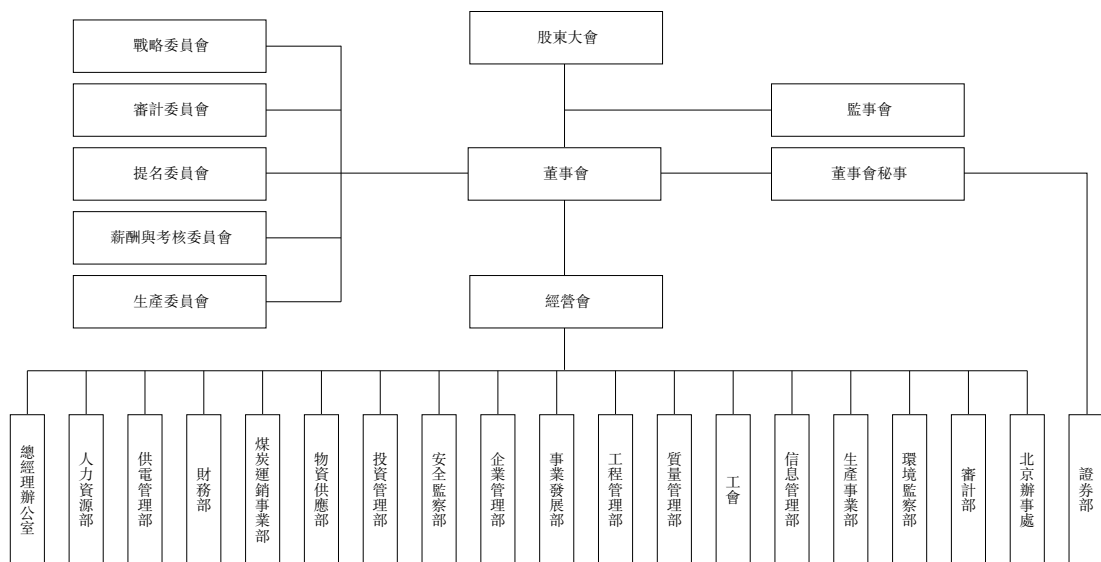 戰略委員會
股東大會
審計委員會
監事會
提名委員會
董事會
董事會秘事
薪酬與考核委員會
生產委員會
經營會
總經理辦公室
人力資源部
供電管理部
財務部
煤炭運銷事業部
物資供應部
投資管理部
安全監察部
企業管理部
事業發展部
工程管理部
質量管理部
工會
信息管理部
生產事業部
環境監察部
審計部
北京辦事處
證券部